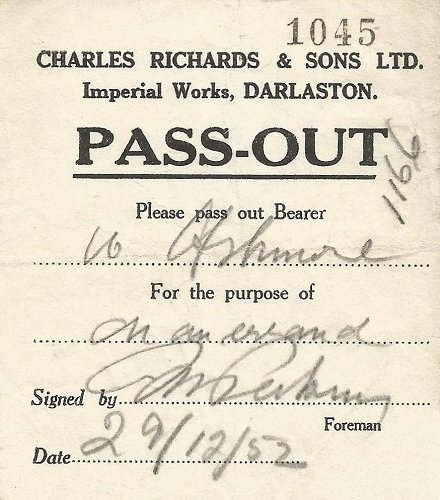 1045
CHARLES RICHARDS & SONS LTD.
Imperial Works, DARLASTON.
PASS-OUT
1166
Please pass out Bearer
Ashmore
For the purpose of
On an errand
Signed by
Foreman
Date 29/12/52